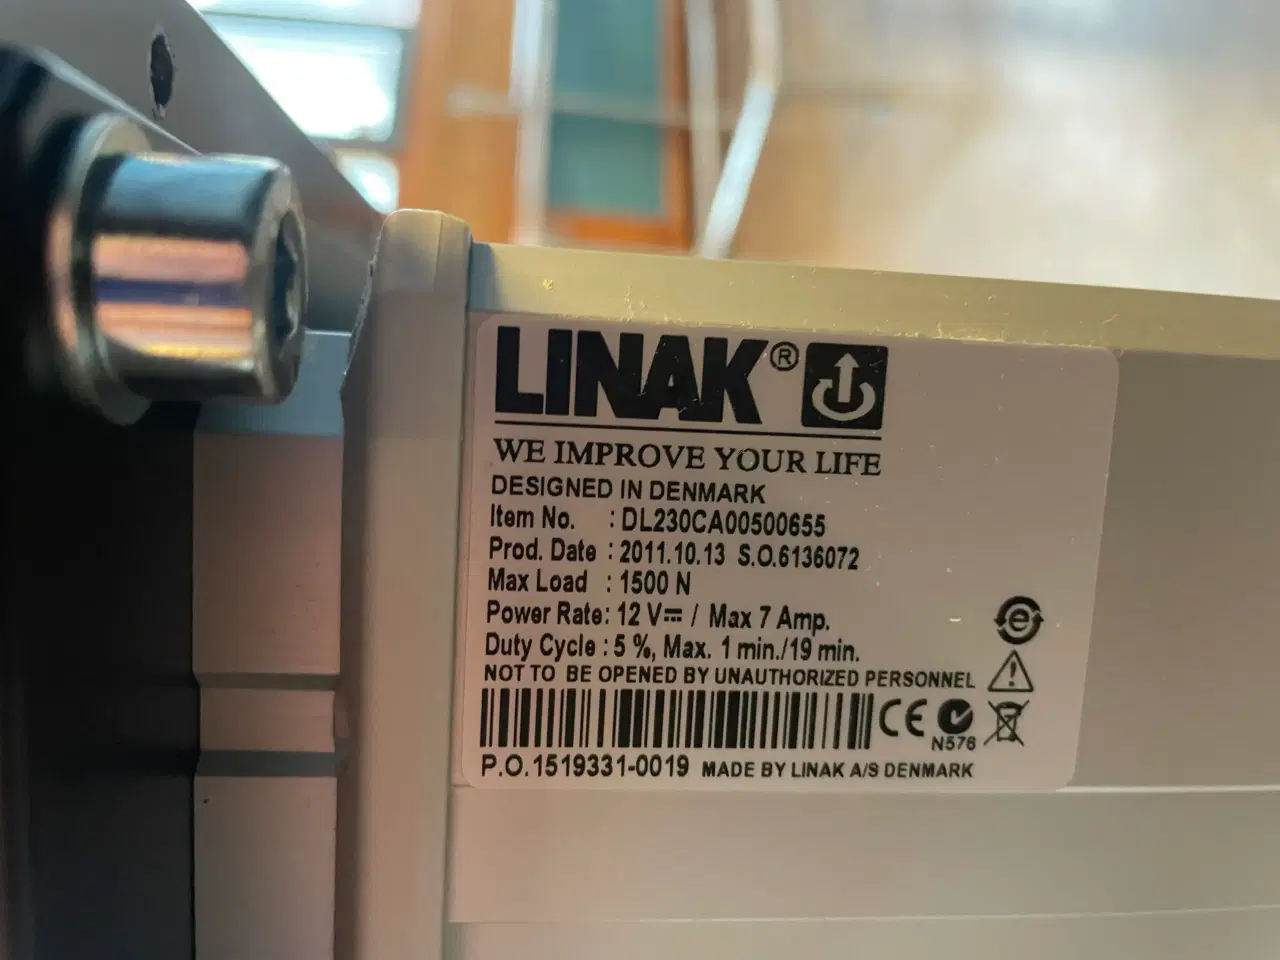 LINAK®
WE IMPROVE YOUR LIFE
DESIGNED IN DENMARK
Item No. : DL230CA00500655
Prod. Date : 2011.10.13 S.O.6136072
Max Load : 1500 N
Power Rate: 12 V⎓ / Max 7 Amp.
Duty Cycle : 5 %, Max. 1 min./19 min.
NOT TO BE OPENED BY UNAUTHORIZED PERSONNEL
CE
N576
P.O.1519331-0019 MADE BY LINAK A/S DENMARK